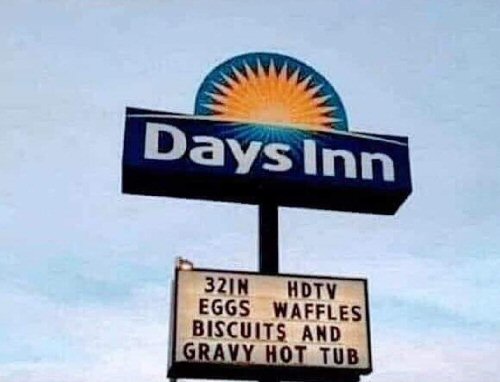 Days Inn
32IN HDTV
EGGS WAFFLES
BISCUITS AND
GRAVY HOT TUB